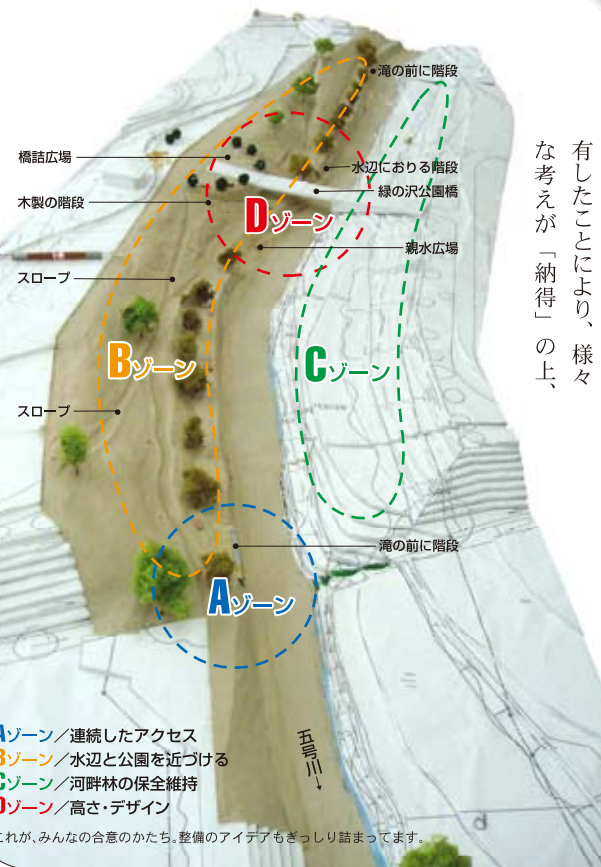 有したことにより、様々
な考えが「納得」の上、
滝の前に階段
橋詰広場
水辺におりる階段
緑の沢公園橋
木製の階段
Dゾーン
親水広場
スロープ
Bゾーン
Cゾーン
スロープ
滝の前に階段
Aゾーン
五号川→
Aゾーン／連続したアクセス
Bゾーン／水辺と公園を近づける
Cゾーン／河畔林の保全維持
Dゾーン／高さ・デザイン
これが、みんなの合意のかたち。整備のアイデアもぎっしり詰まってます。